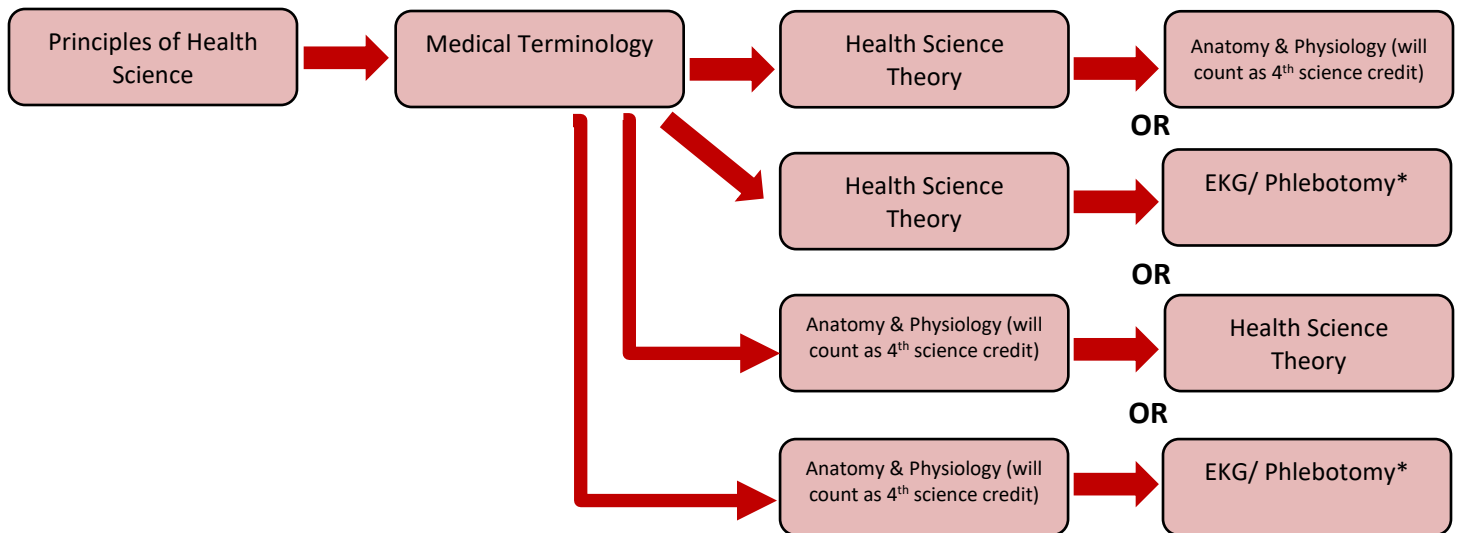 Principles of Health
Science
Medical Terminology
Health Science
Theory
Anatomy & Physiology (will
count as 4th science credit)
OR
Health Science
Theory
EKG/ Phlebotomy*
OR
Anatomy & Physiology (will
count as 4th science credit)
Health Science
Theory
OR
Anatomy & Physiology (will
count as 4th science credit)
EKG/ Phlebotomy*